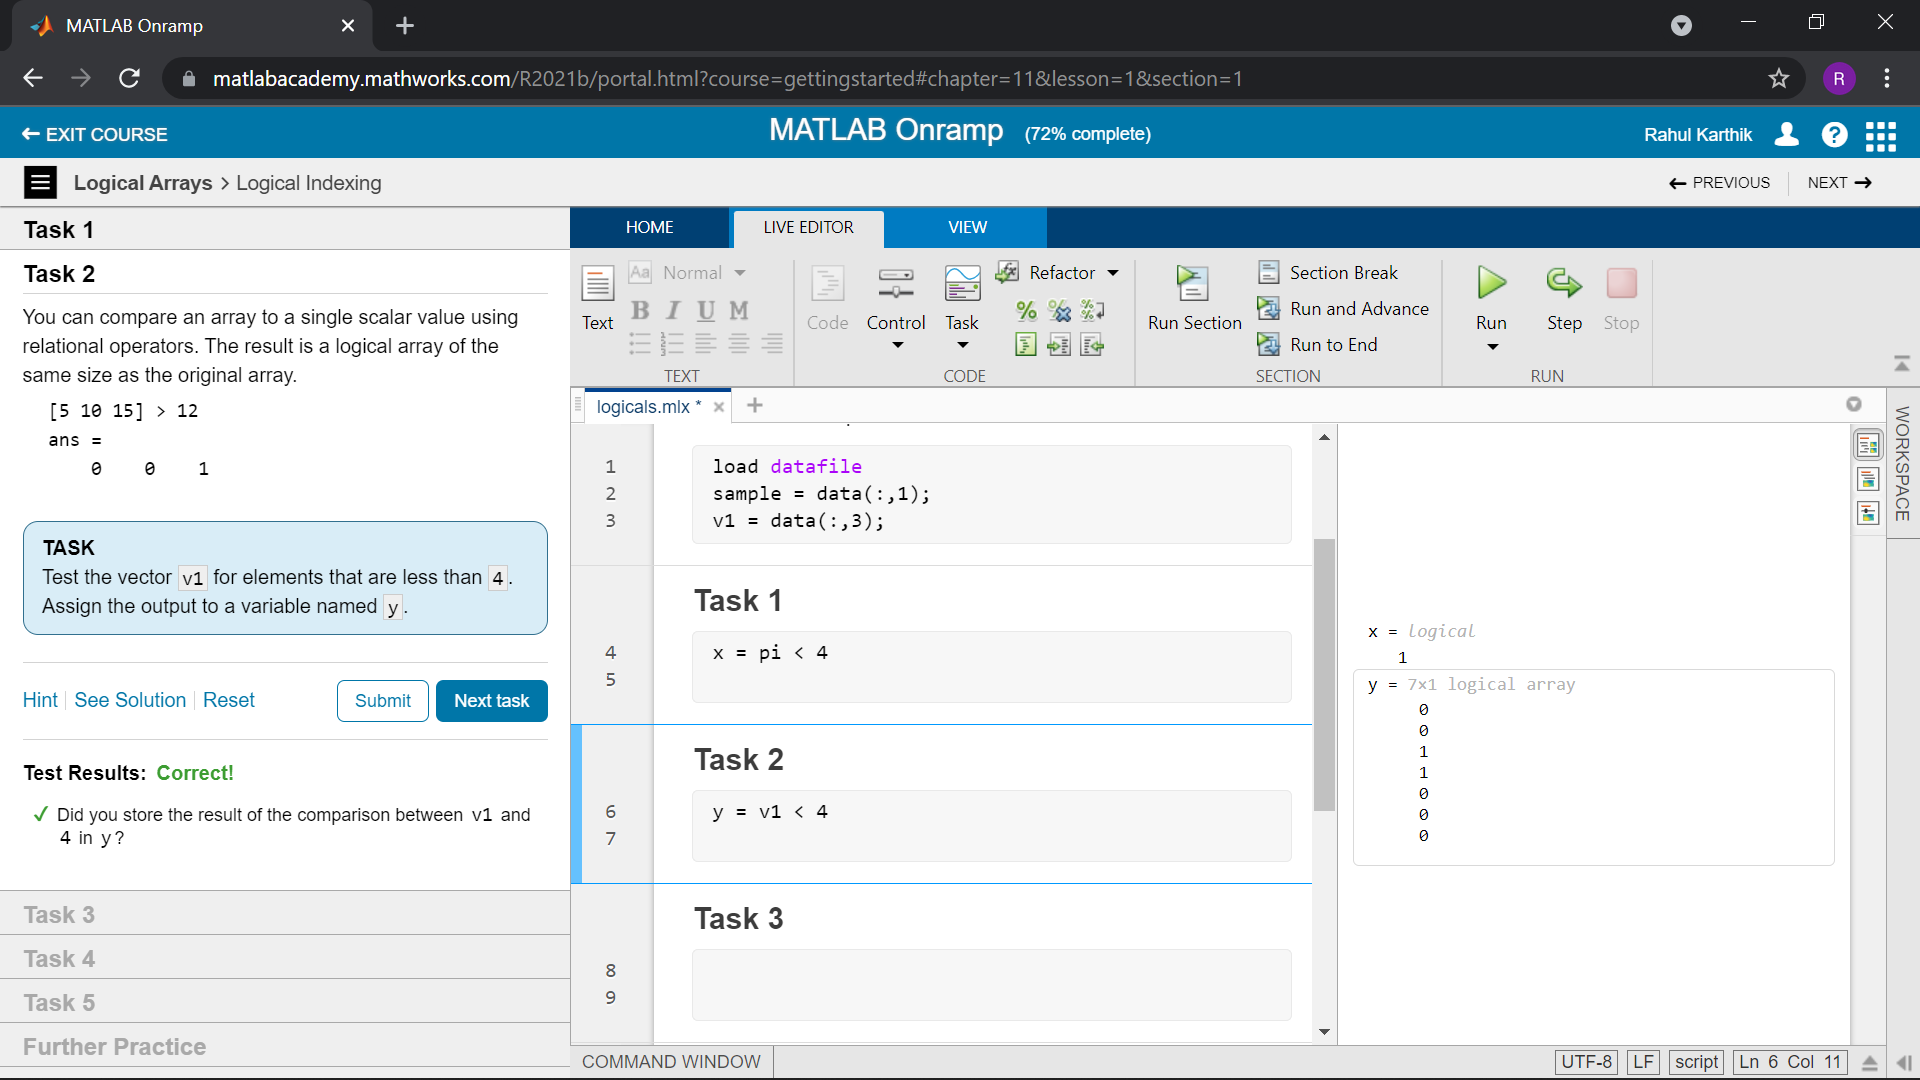 MATLAB Onramp
matlabacademy.mathworks.com/R2021b/portal.html?course=gettingstarted#chapter=11&lesson=1&section=1
R
EXIT COURSE
MATLAB Onramp (72% complete)
Rahul Karthik
?
Logical Arrays > Logical Indexing
PREVIOUS
NEXT
Task 1
Task 2
You can compare an array to a single scalar value using
relational operators. The result is a logical array of the
same size as the original array.
[5 10 15] > 12
ans =
0 0 1
TASK
Test the vector v1 for elements that are less than 4.
Assign the output to a variable named y.
Hint
See Solution
Reset
Submit
Next task
Test Results: Correct!
✓ Did you store the result of the comparison between v1 and
4 in y?
Task 3
Task 4
Task 5
Further Practice
HOME
LIVE EDITOR
VIEW
Text
Aa Normal
B I U M
TEXT
Code
Control
Task
Refactor
CODE
Run Section
Section Break
Run and Advance
Run to End
SECTION
Run
Step
Stop
RUN
logicals.mlx *
1 load datafile
2 sample = data(:,1);
3 v1 = data(:,3);
Task 1
4 x = pi < 4
5
Task 2
6 y = v1 < 4
7
Task 3
8
9
x = logical
1
y = 7×1 logical array
0
0
1
1
0
0
0
WORKSPACE
COMMAND WINDOW
UTF-8
LF
script
Ln 6 Col 11